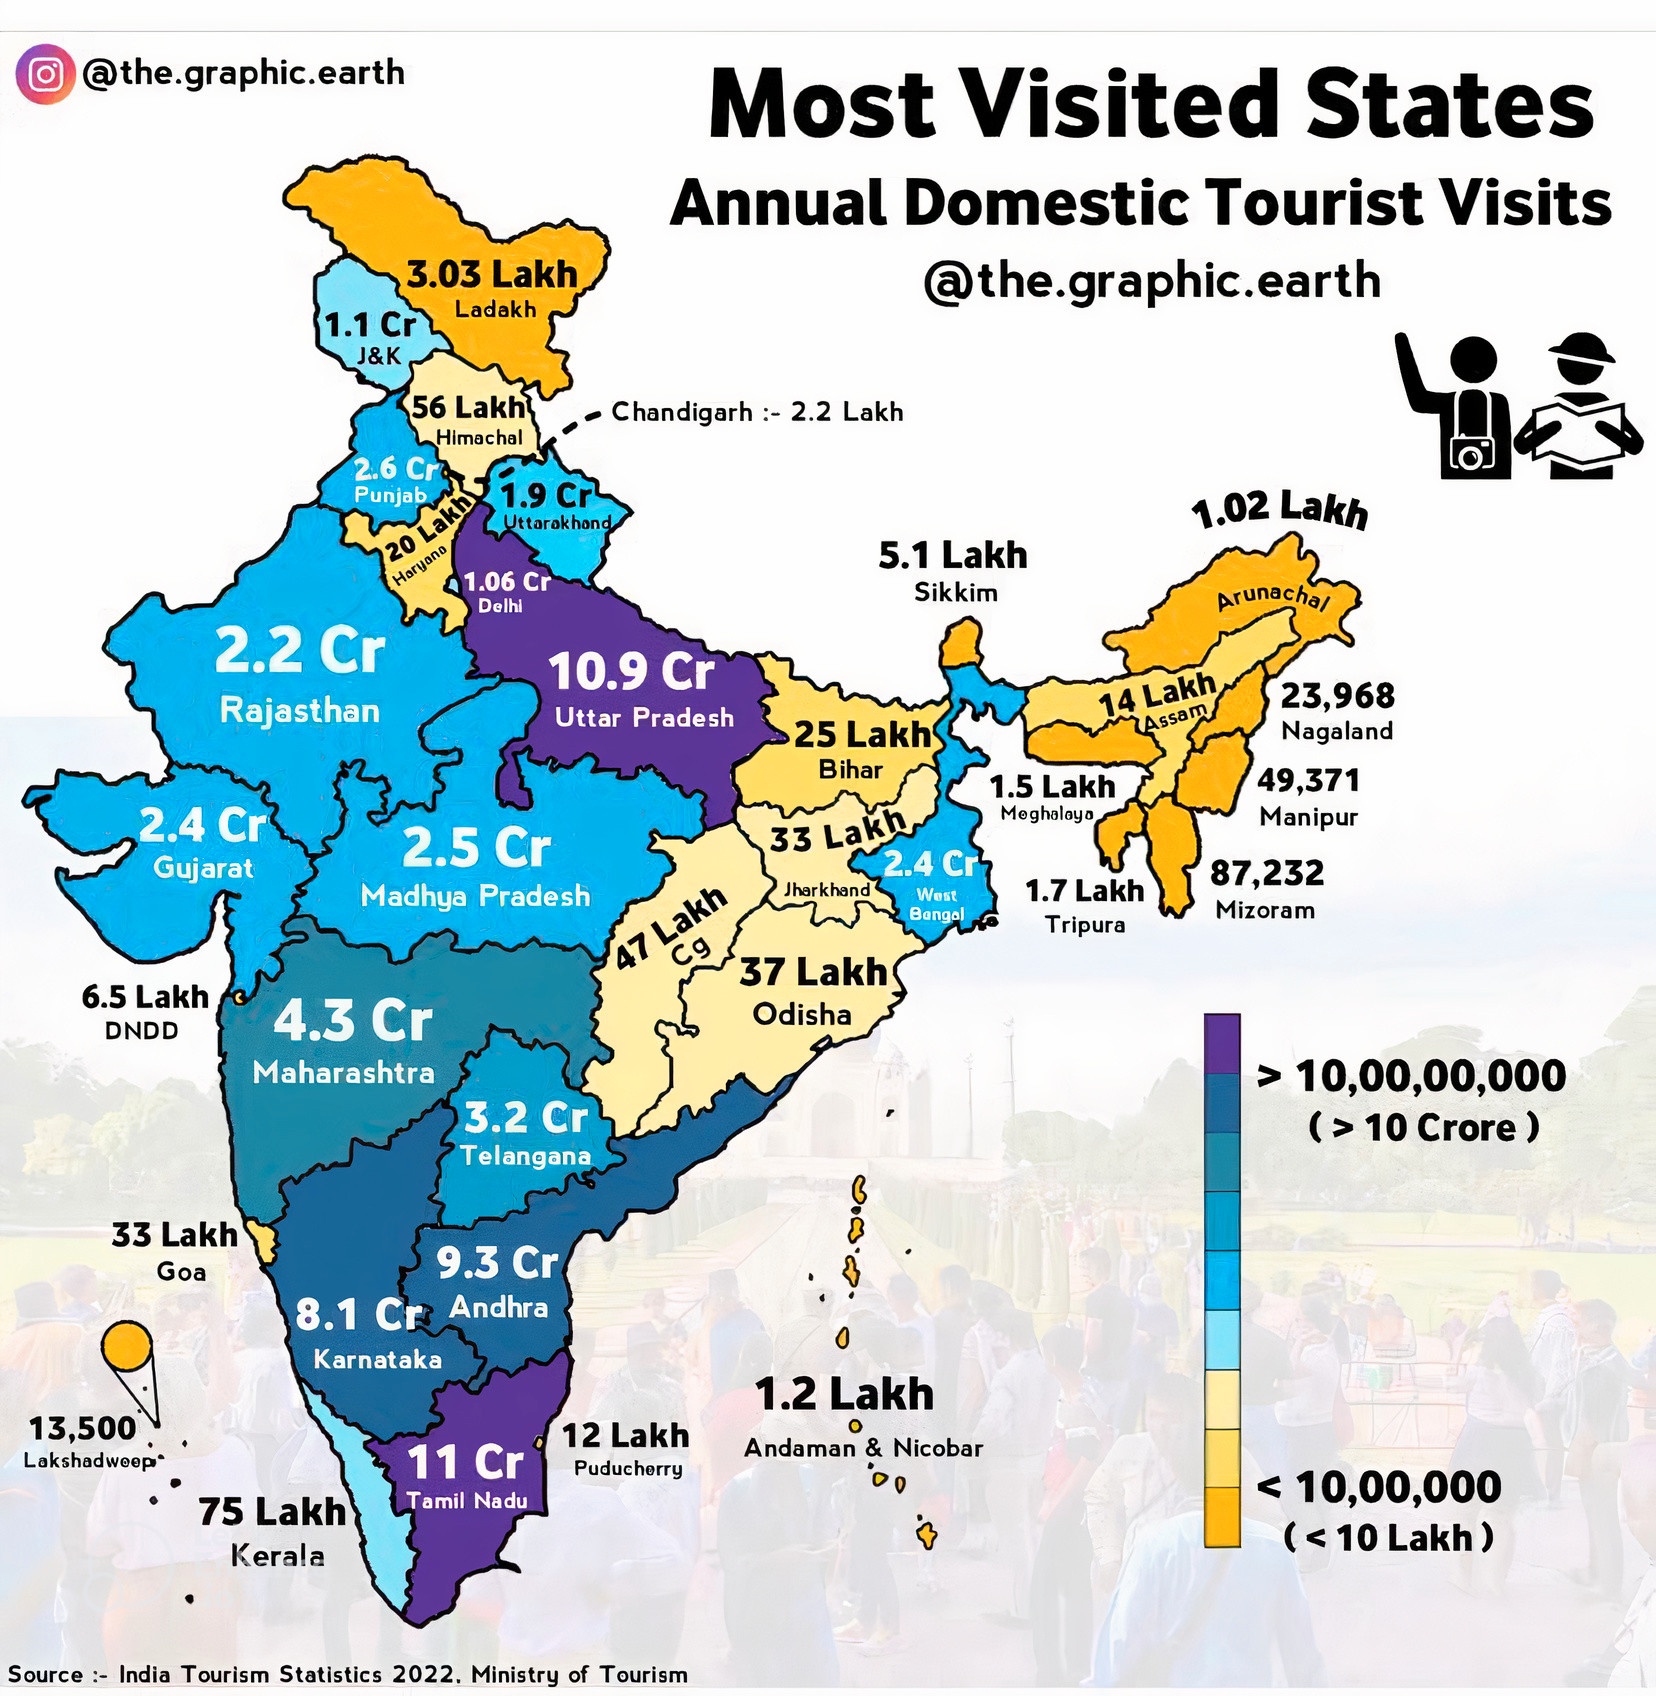 @the.graphic.earth
Most Visited States
Annual Domestic Tourist Visits
@the.graphic.earth
3.03 Lakh
Ladakh
1.1 Cr
J&K
56 Lakh
Himachal
Chandigarh :- 2.2 Lakh
2.6 Cr
Punjab
1.9 Cr
Uttarakhand
20 Lakh
Haryana
1.06 Cr
Delhi
2.2 Cr
Rajasthan
10.9 Cr
Uttar Pradesh
5.1 Lakh
Sikkim
1.02 Lakh
Arunachal
14 Lakh
Assam
23,968
Nagaland
25 Lakh
Bihar
1.5 Lakh
Meghalaya
49,371
Manipur
2.4 Cr
Gujarat
2.5 Cr
Madhya Pradesh
33 Lakh
Jharkhand
2.4 Cr
West
Bengal
1.7 Lakh
Tripura
87,232
Mizoram
47 Lakh
Cg
37 Lakh
Odisha
6.5 Lakh
DNDD
4.3 Cr
Maharashtra
3.2 Cr
Telangana
> 10,00,00,000
( > 10 Crore )
33 Lakh
Goa
9.3 Cr
Andhra
8.1 Cr
Karnataka
13,500
Lakshadweep
1.2 Lakh
Andaman & Nicobar
12 Lakh
Puducherry
11 Cr
Tamil Nadu
75 Lakh
Kerala
< 10,00,000
( < 10 Lakh )
Source :- India Tourism Statistics 2022, Ministry of Tourism